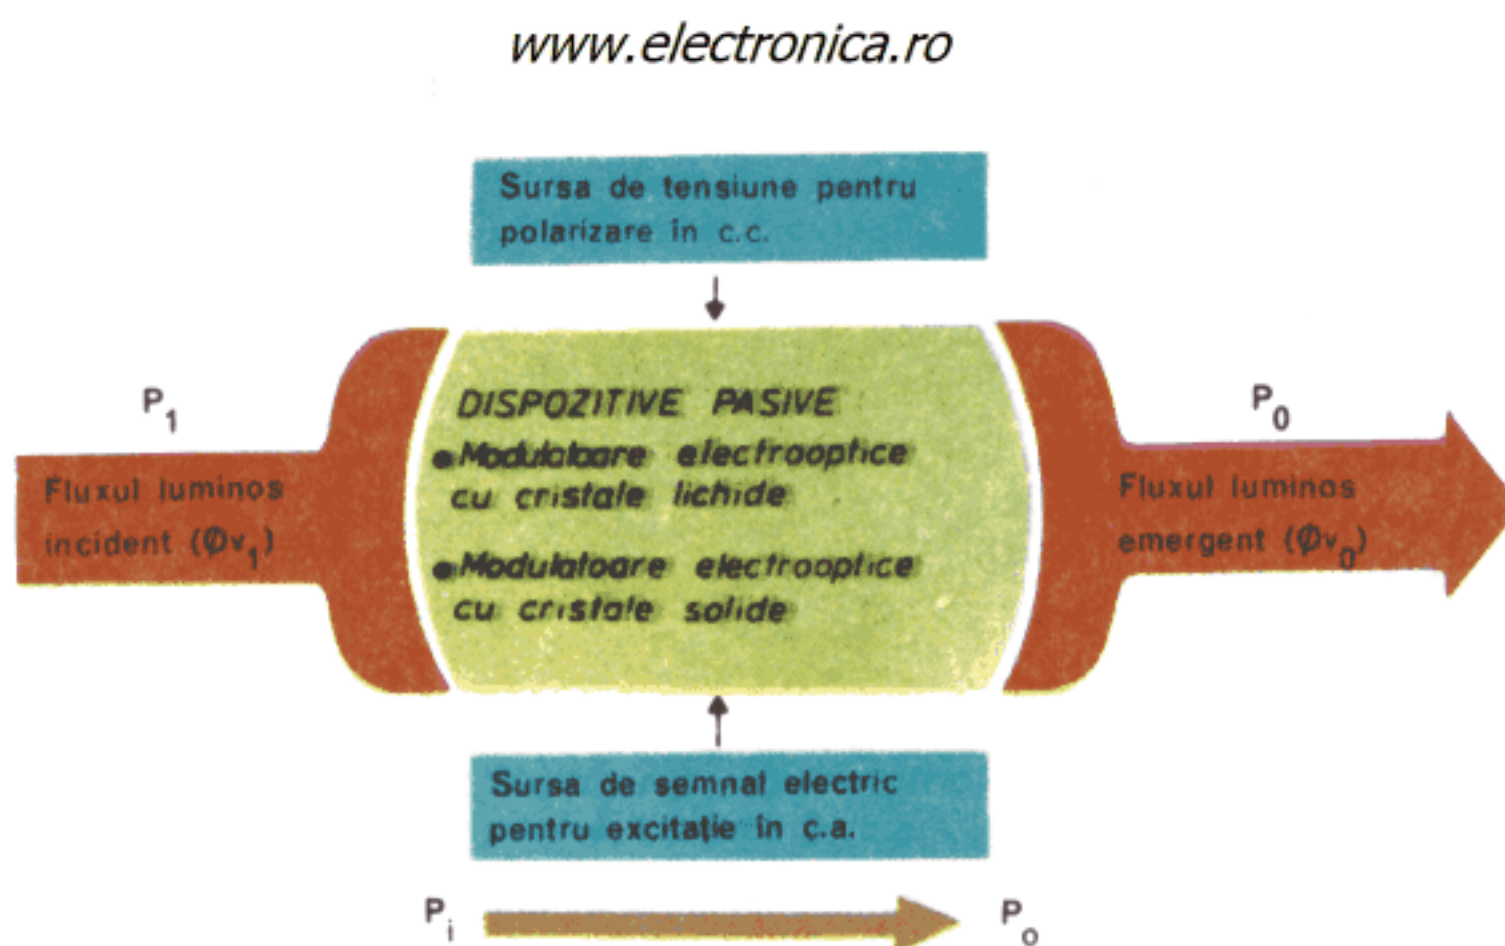 www.electronica.ro
Sursa de tensiune pentru
polarizare în c.c.
P1
Fluxul luminos
incident (Φv1)
DISPOZITIVE PASIVE
• Modulatoare electrooptice
cu cristale lichide
• Modulatoare electrooptice
cu cristale solide
P0
Fluxul luminos
emergent (Φv0)
Sursa de semnal electric
pentru excitație în c.a.
Pi
Po